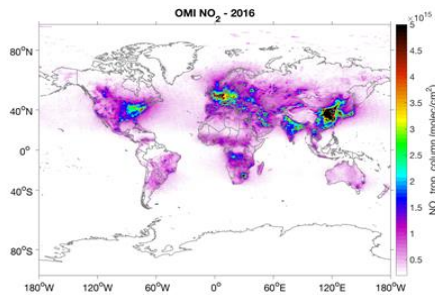 OMI NO2 - 2016
×10^15
80°N
40°N
0°
40°S
80°S
180°W
120°W
60°W
0°
60°E
120°E
180°W
5
4.5
4
3.5
3
2.5
2
1.5
1
0.5
NO2 trop. column (molec/cm2)